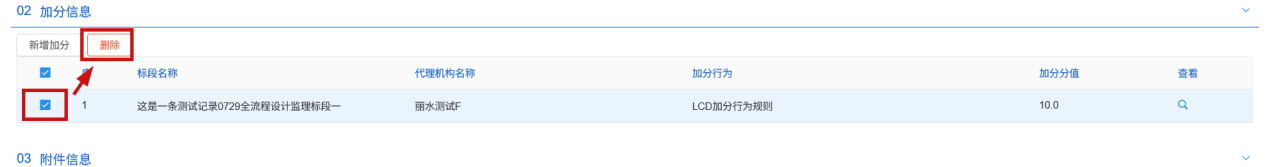 02 加分信息
新增加分 删除
标段名称 代理机构名称 加分行为 加分分值 查看
1 这是一条测试记录0729全流程设计监理标段一 丽水测试F LCD加分行为规则 10.0
03 附件信息